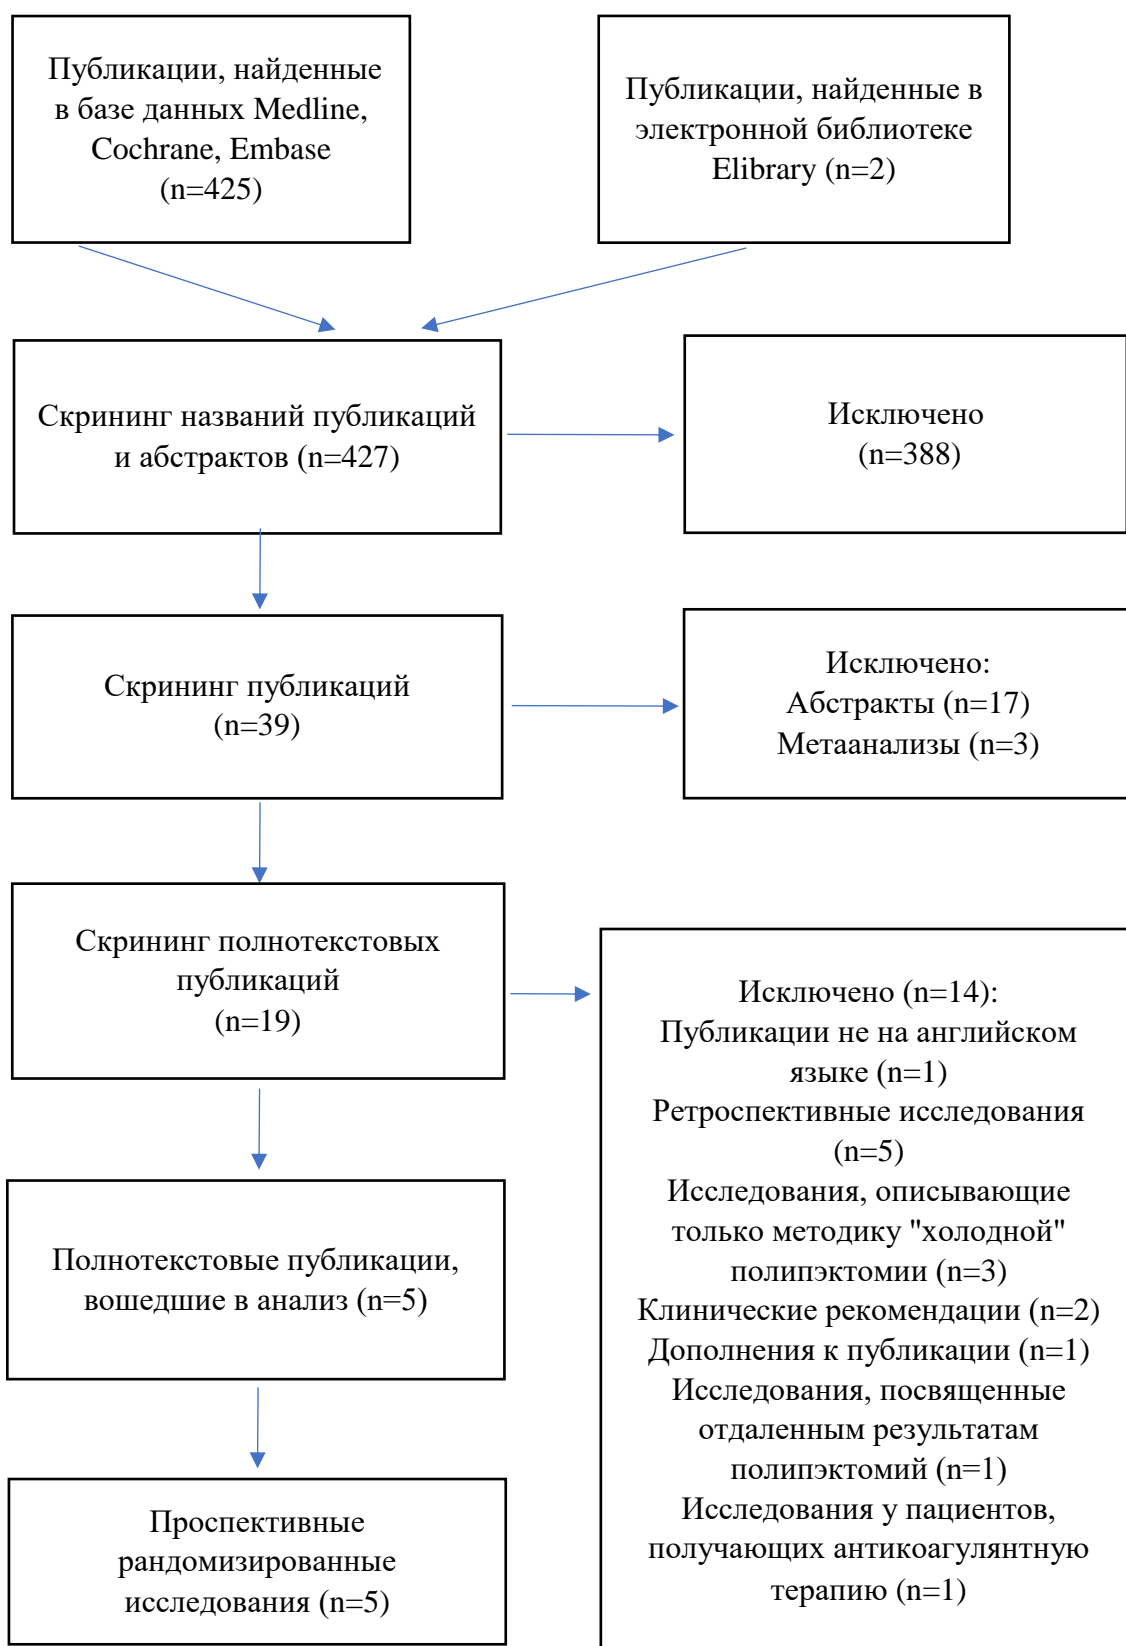 Публикации, найденные
в базе данных Medline,
Cochrane, Embase
(n=425)
Публикации, найденные в
электронной библиотеке
Elibrary (n=2)
Скрининг названий публикаций
и абстрактов (n=427)
Исключено
(n=388)
Скрининг публикаций
(n=39)
Исключено:
Абстракты (n=17)
Метаанализы (n=3)
Скрининг полнотекстовых
публикаций
(n=19)
Исключено (n=14):
Публикации не на английском
языке (n=1)
Ретроспективные исследования
(n=5)
Исследования, описывающие
только методику "холодной"
полипэктомии (n=3)
Клинические рекомендации (n=2)
Дополнения к публикации (n=1)
Исследования, посвященные
отдаленным результатам
полипэктомий (n=1)
Исследования у пациентов,
получающих антикоагулянтную
терапию (n=1)
Полнотекстовые публикации,
вошедшие в анализ (n=5)
Проспективные
рандомизированные
исследования (n=5)